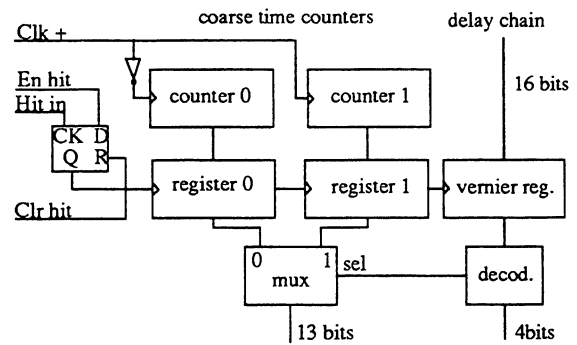 coarse time counters
delay chain
Clk +
En hit
Hit in
CK D
Q R
Clr hit
counter 0
counter 1
16 bits
register 0
register 1
vernier reg.
0 1
mux
sel
decod.
13 bits
4bits